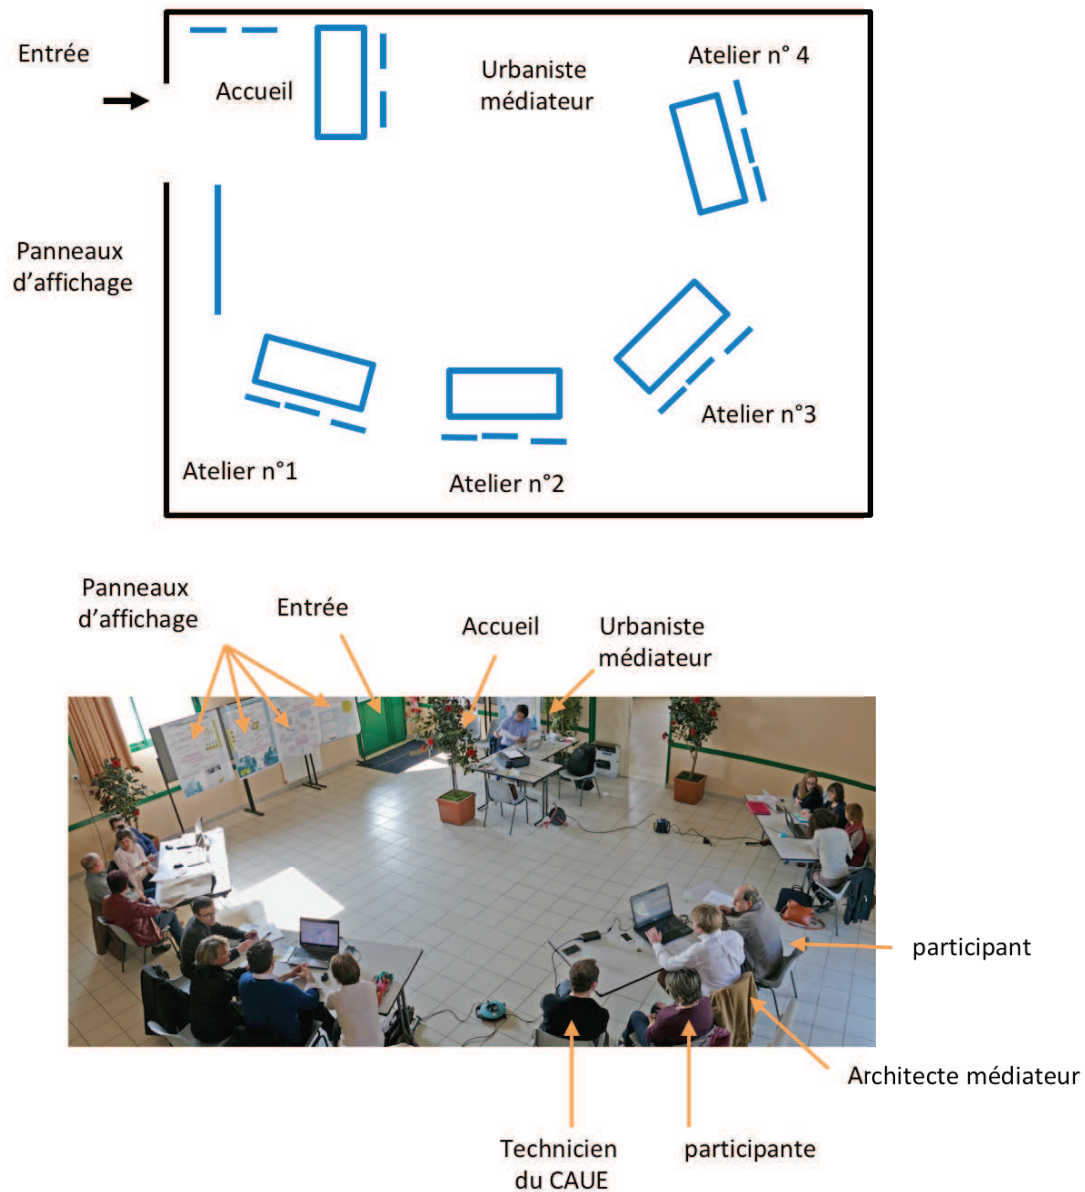 Entrée
Accueil
Urbaniste
médiateur
Atelier n° 4
Panneaux
d'affichage
Atelier n°3
Atelier n°1
Atelier n°2
Panneaux
d'affichage
Entrée
Accueil
Urbaniste
médiateur
participant
Architecte médiateur
Technicien
du CAUE
participante